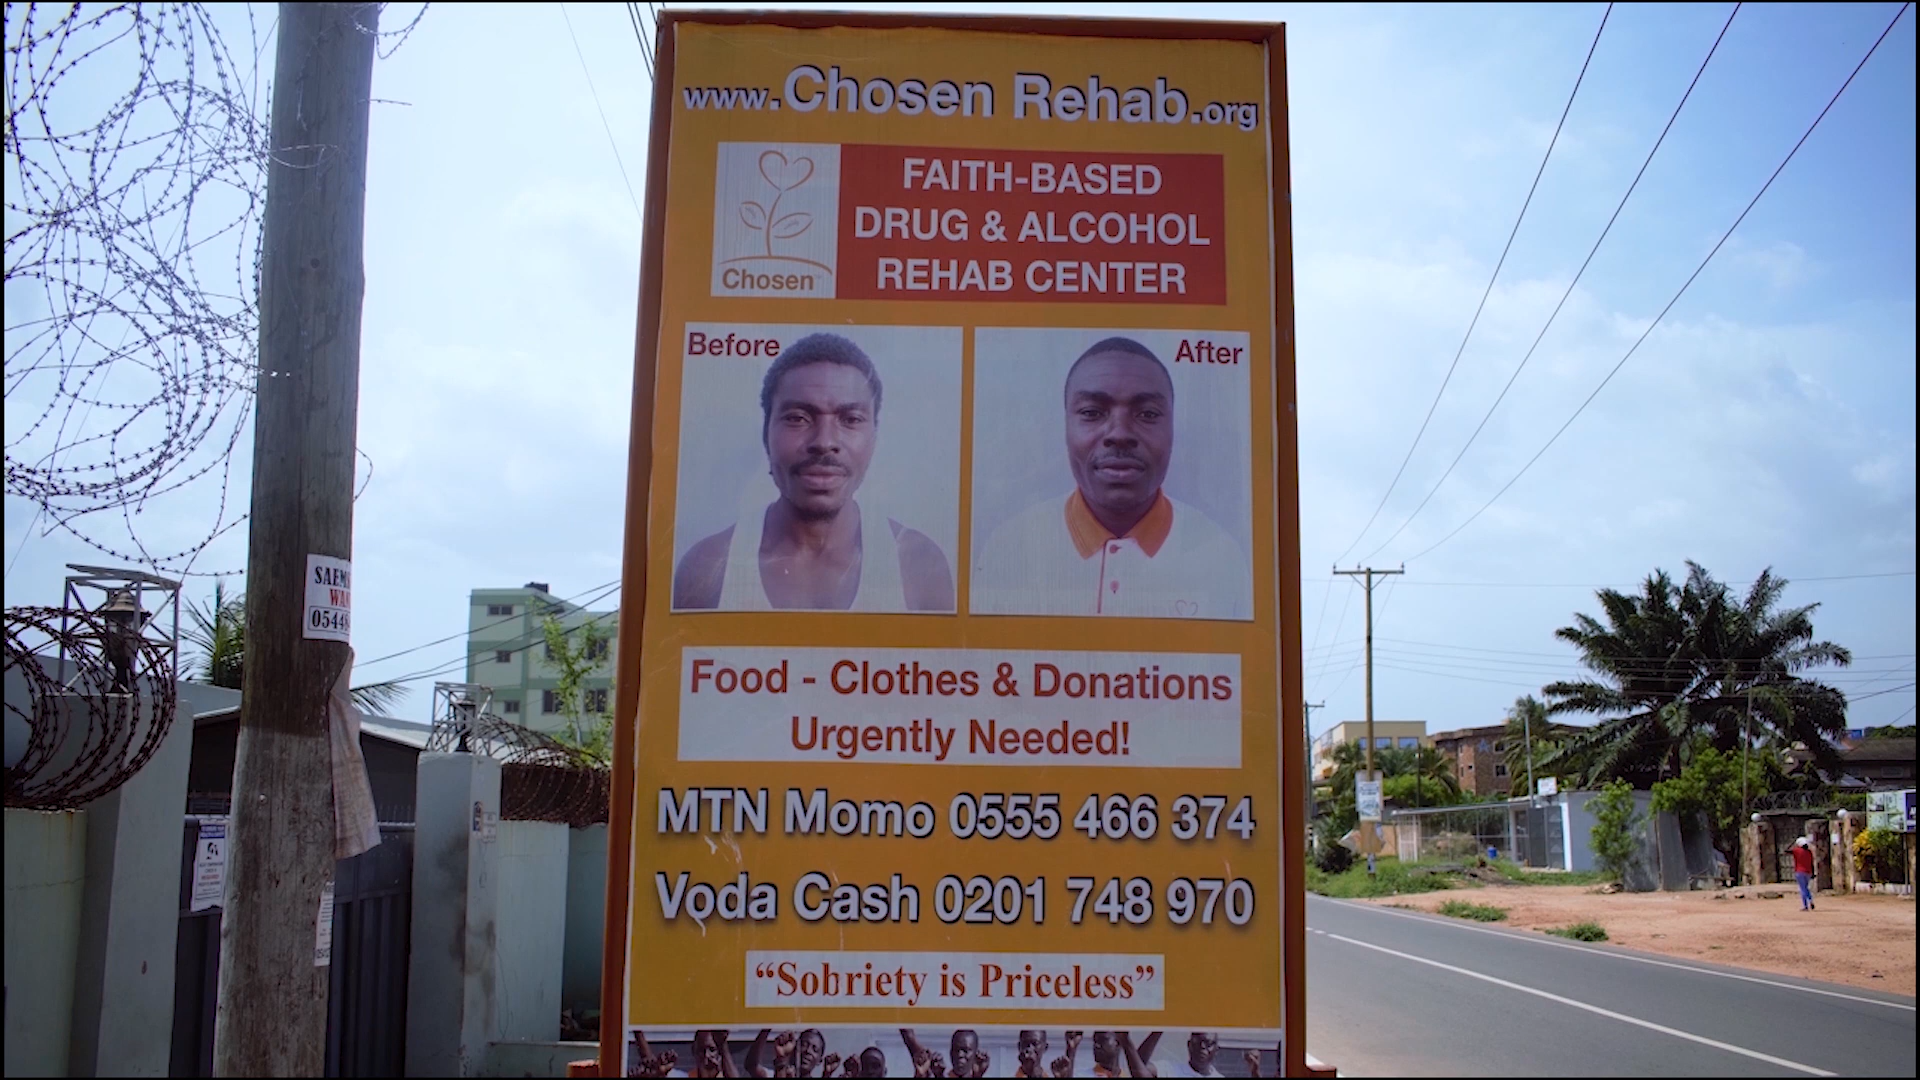 www.Chosen Rehab.org
Chosen
FAITH-BASED
DRUG & ALCOHOL
REHAB CENTER
Before
After
Food - Clothes & Donations
Urgently Needed!
MTN Momo 0555 466 374
Voda Cash 0201 748 970
“Sobriety is Priceless”